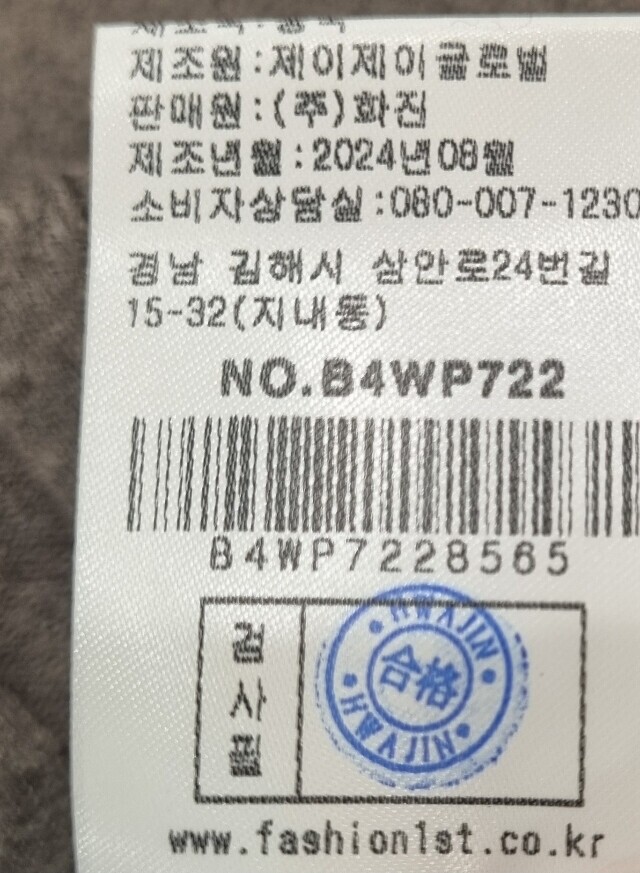 제조원:제이제이글로벌
판매원:(주)화진
제조년월:2024년08월
소비자상담실:080-007-1230
경남 김해시 삼안로24번길
15-32(지내동)
NO.B4WP722
B4WP7228565
검사필
HWAJIN
合格
HWAJIN
www.fashion1st.co.kr